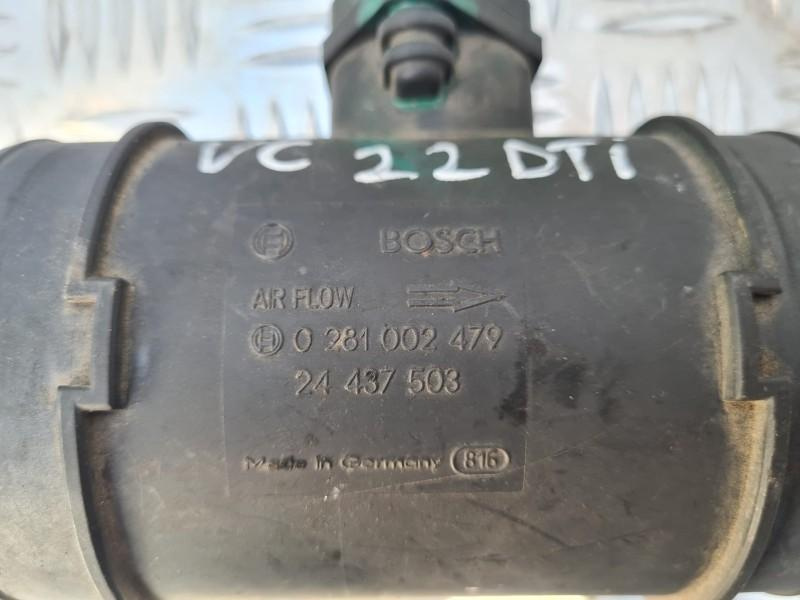 VC 22DTi
BOSCH
AIR FLOW
0 281 002 479
24 437 503
Made in Germany 816